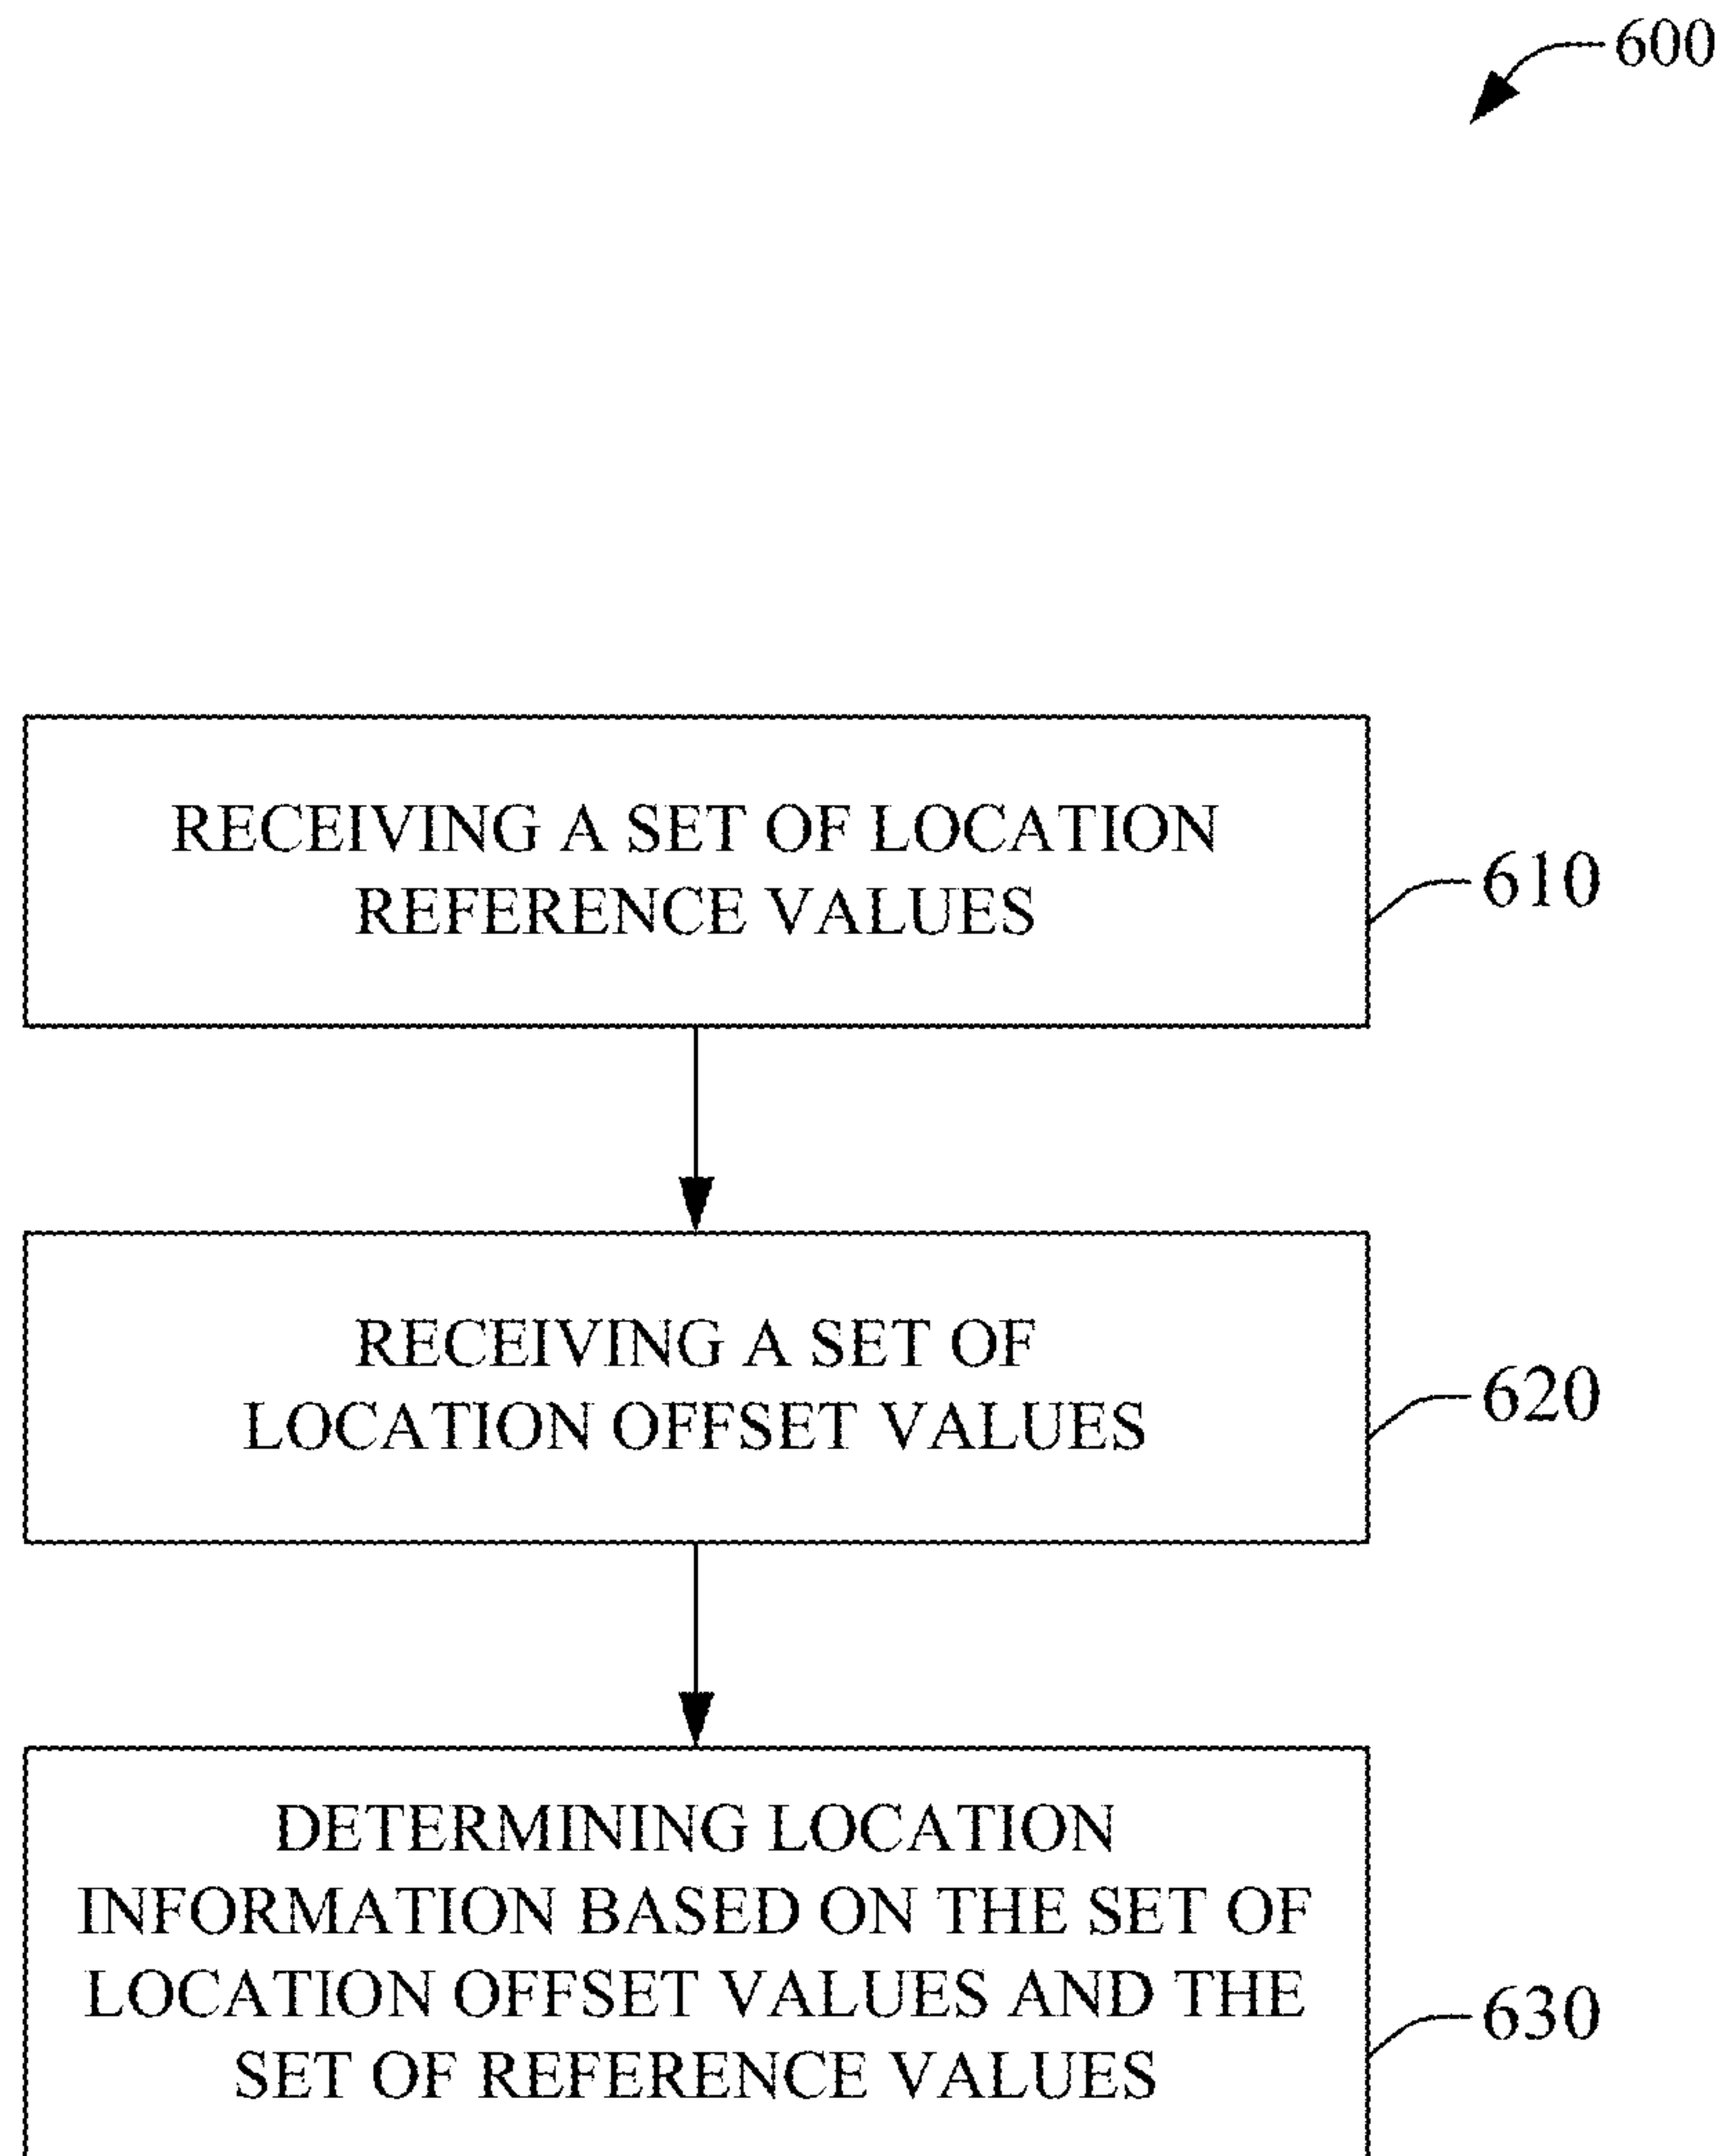 600
RECEIVING A SET OF LOCATION
REFERENCE VALUES
610
RECEIVING A SET OF
LOCATION OFFSET VALUES
620
DETERMINING LOCATION
INFORMATION BASED ON THE SET OF
LOCATION OFFSET VALUES AND THE
SET OF REFERENCE VALUES
630